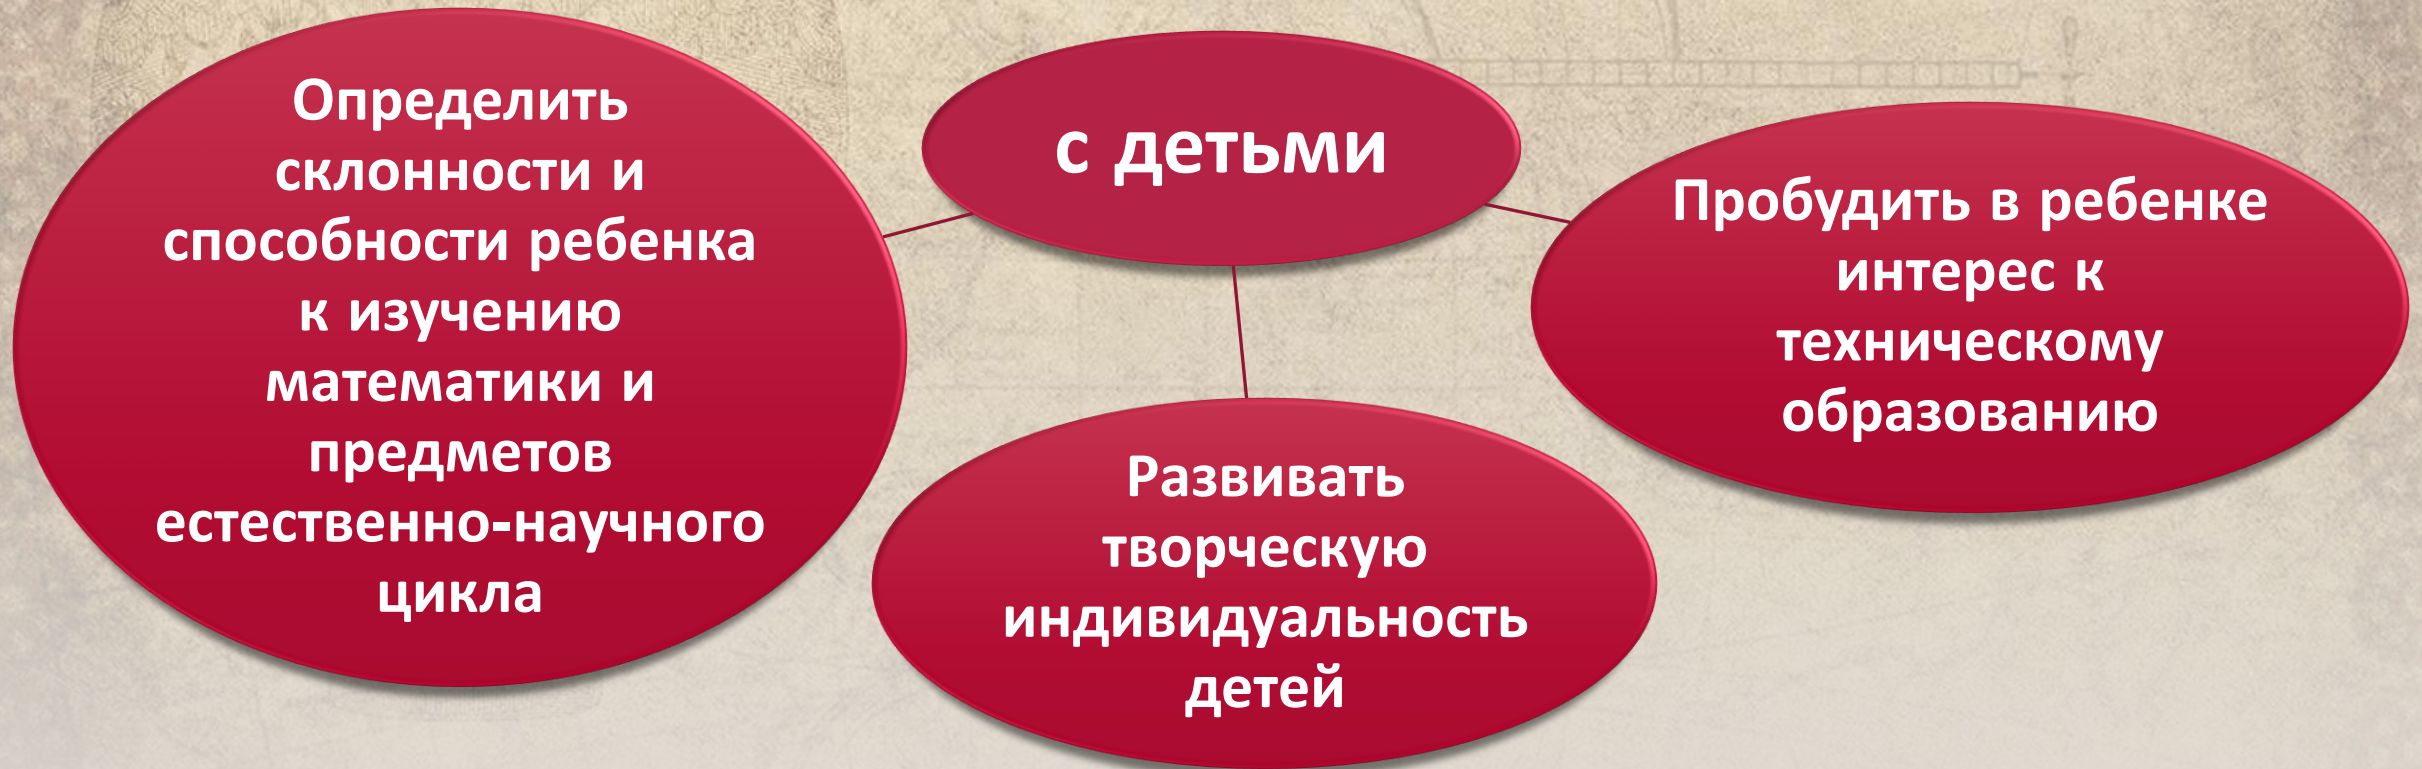 с детьми
Определить
склонности и
способности ребенка
к изучению
математики и
предметов
естественно-научного
цикла
Развивать
творческую
индивидуальность
детей
Пробудить в ребенке
интерес к
техническому
образованию